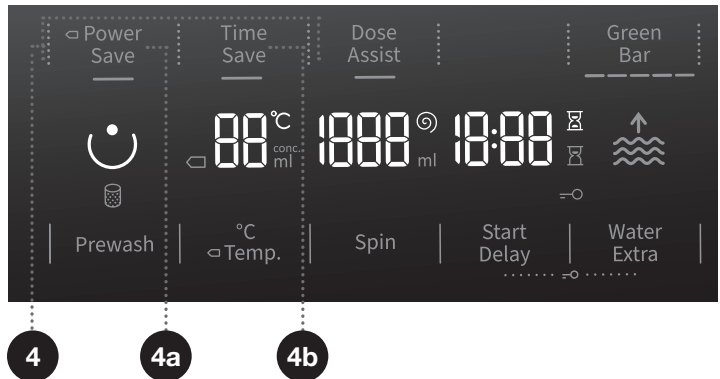 Power Save
Time Save
Dose Assist
Green Bar
88 °C
conc. ml
1888 ml
18:88
Prewash
°C Temp.
Spin
Start Delay
Water Extra
4
4a
4b